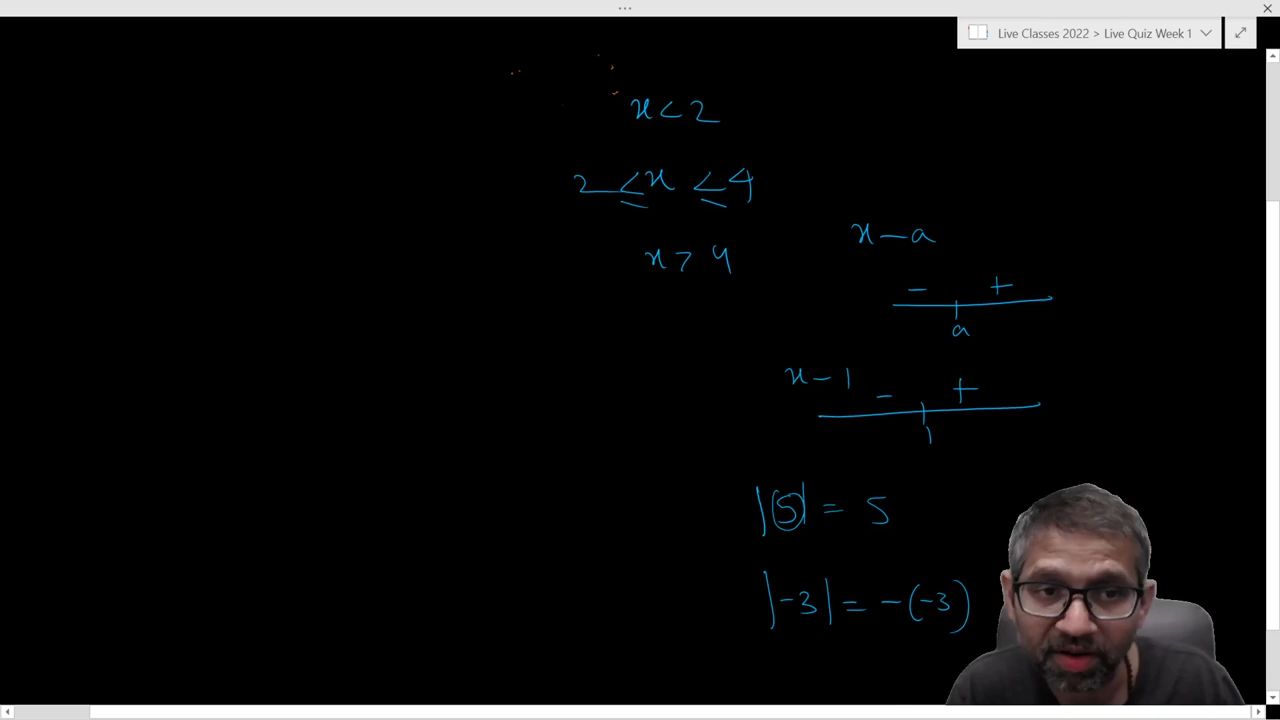 Live Classes 2022 > Live Quiz Week 1
x < 2
2 ≤ x ≤ 4
x > 4
x - a
- +
a
x - 1
- +
1
|5| = 5
|-3| = -(-3)